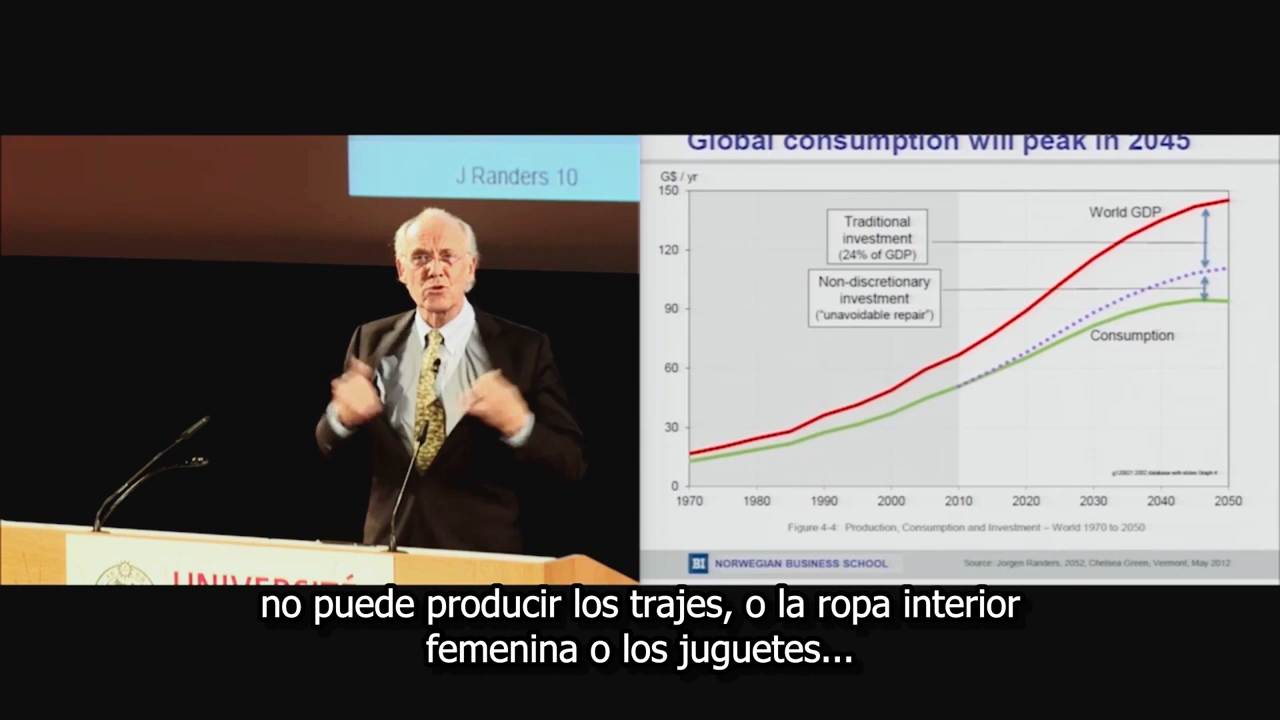 J Randers 10
UNIVERSITÉ
Global consumption will peak in 2045
G$ / yr
150
120
90
60
30
0
1970 1980 1990 2000 2010 2020 2030 2040 2050
World GDP
Traditional
investment
(24% of GDP)
Non-discretionary
investment
("unavoidable repair")
Consumption
Figure 4-4: Production, Consumption and Investment – World 1970 to 2050
BI NORWEGIAN BUSINESS SCHOOL
Source: Jorgen Randers, 2052, Chelsea Green, Vermont, May 2012
no puede producir los trajes, o la ropa interior
femenina o los juguetes...